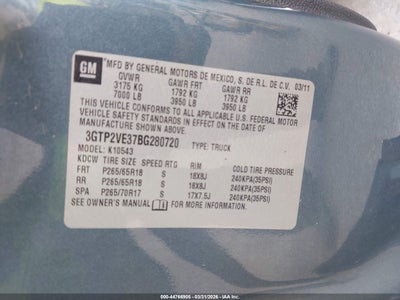 GM
MFD BY GENERAL MOTORS DE MEXICO, S. DE R.L. DE C.V. 03/11
GVWR GAWR FRT GAWR RR
3175 KG 1792 KG 1792 KG
7000 LB 3950 LB 3950 LB
THIS VEHICLE CONFORMS TO ALL APPLICABLE U.S. FEDERAL MOTOR
VEHICLE SAFETY STANDARDS IN EFFECT ON THE DATE OF
MANUFACTURE SHOWN ABOVE.
3GTP2VE37BG280720 TYPE: TRUCK
MODEL: K10543
KDCW TIRE SIZE SPEED RTG RIM COLD TIRE PRESSURE
FRT P265/65R18 S 18X8J 240KPA(35PSI)
RR P265/65R18 S 18X8J 240KPA(35PSI)
SPA P265/70R17 S 17X7.5J 240KPA(35PSI)
SEE OWNER'S MANUAL FOR ADDITIONAL INFORMATION
000-44766905 - 03/31/2026 - IAAHLC